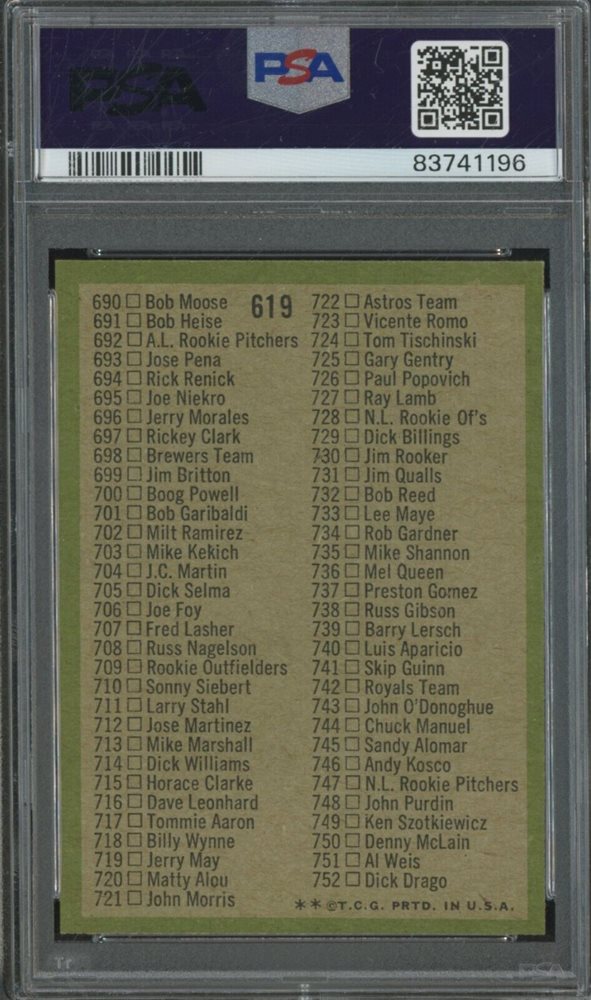 PSA
PSA
83741196
619
690 Bob Moose
691 Bob Heise
692 A.L. Rookie Pitchers
693 Jose Pena
694 Rick Renick
695 Joe Niekro
696 Jerry Morales
697 Rickey Clark
698 Brewers Team
699 Jim Britton
700 Boog Powell
701 Bob Garibaldi
702 Milt Ramirez
703 Mike Kekich
704 J.C. Martin
705 Dick Selma
706 Joe Foy
707 Fred Lasher
708 Russ Nagelson
709 Rookie Outfielders
710 Sonny Siebert
711 Larry Stahl
712 Jose Martinez
713 Mike Marshall
714 Dick Williams
715 Horace Clarke
716 Dave Leonhard
717 Tommie Aaron
718 Billy Wynne
719 Jerry May
720 Matty Alou
721 John Morris
722 Astros Team
723 Vicente Romo
724 Tom Tischinski
725 Gary Gentry
726 Paul Popovich
727 Ray Lamb
728 N.L. Rookie Of's
729 Dick Billings
730 Jim Rooker
731 Jim Qualls
732 Bob Reed
733 Lee Maye
734 Rob Gardner
735 Mike Shannon
736 Mel Queen
737 Preston Gomez
738 Russ Gibson
739 Barry Lersch
740 Luis Aparicio
741 Skip Guinn
742 Royals Team
743 John O'Donoghue
744 Chuck Manuel
745 Sandy Alomar
746 Andy Kosco
747 N.L. Rookie Pitchers
748 John Purdin
749 Ken Szotkiewicz
750 Denny McLain
751 Al Weis
752 Dick Drago
** ©T.C.G. PRTD. IN U.S.A.
PSA